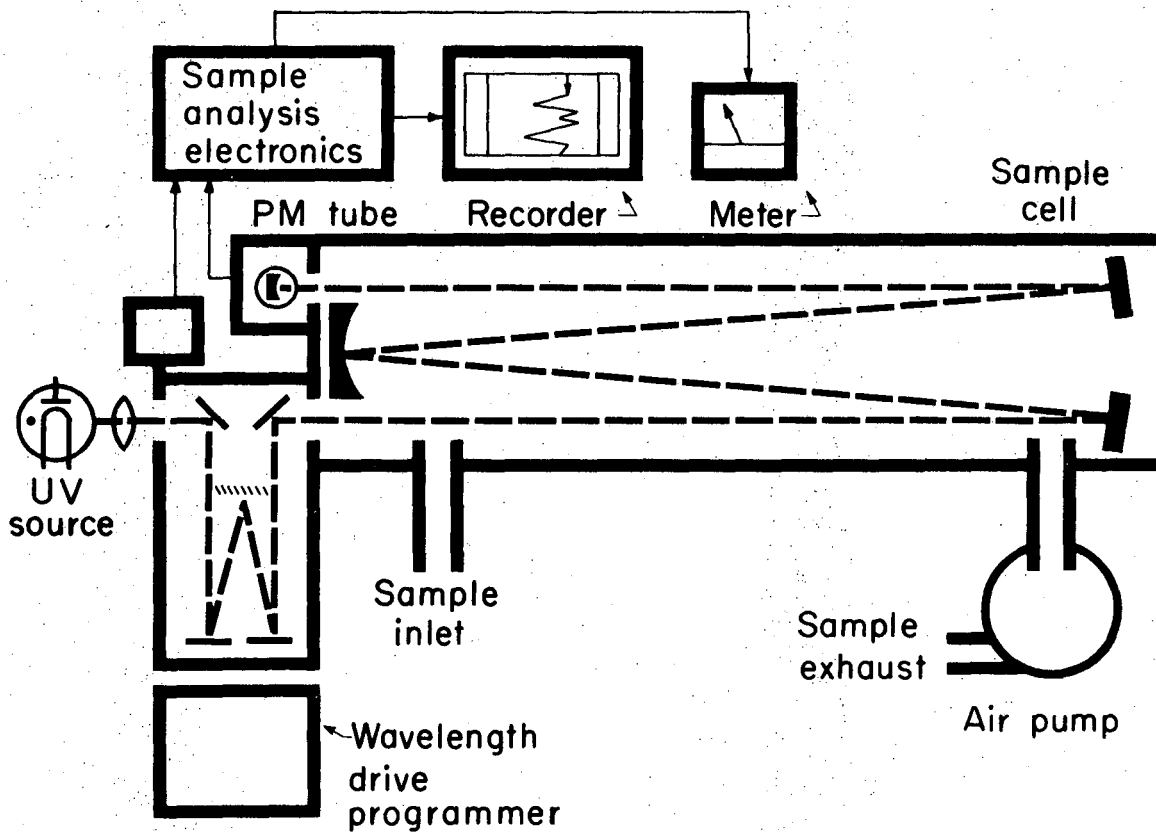 Sample
analysis
electronics
PM tube
Recorder
Meter
Sample
cell
UV
source
Sample
inlet
Sample
exhaust
Air pump
Wavelength
drive
programmer